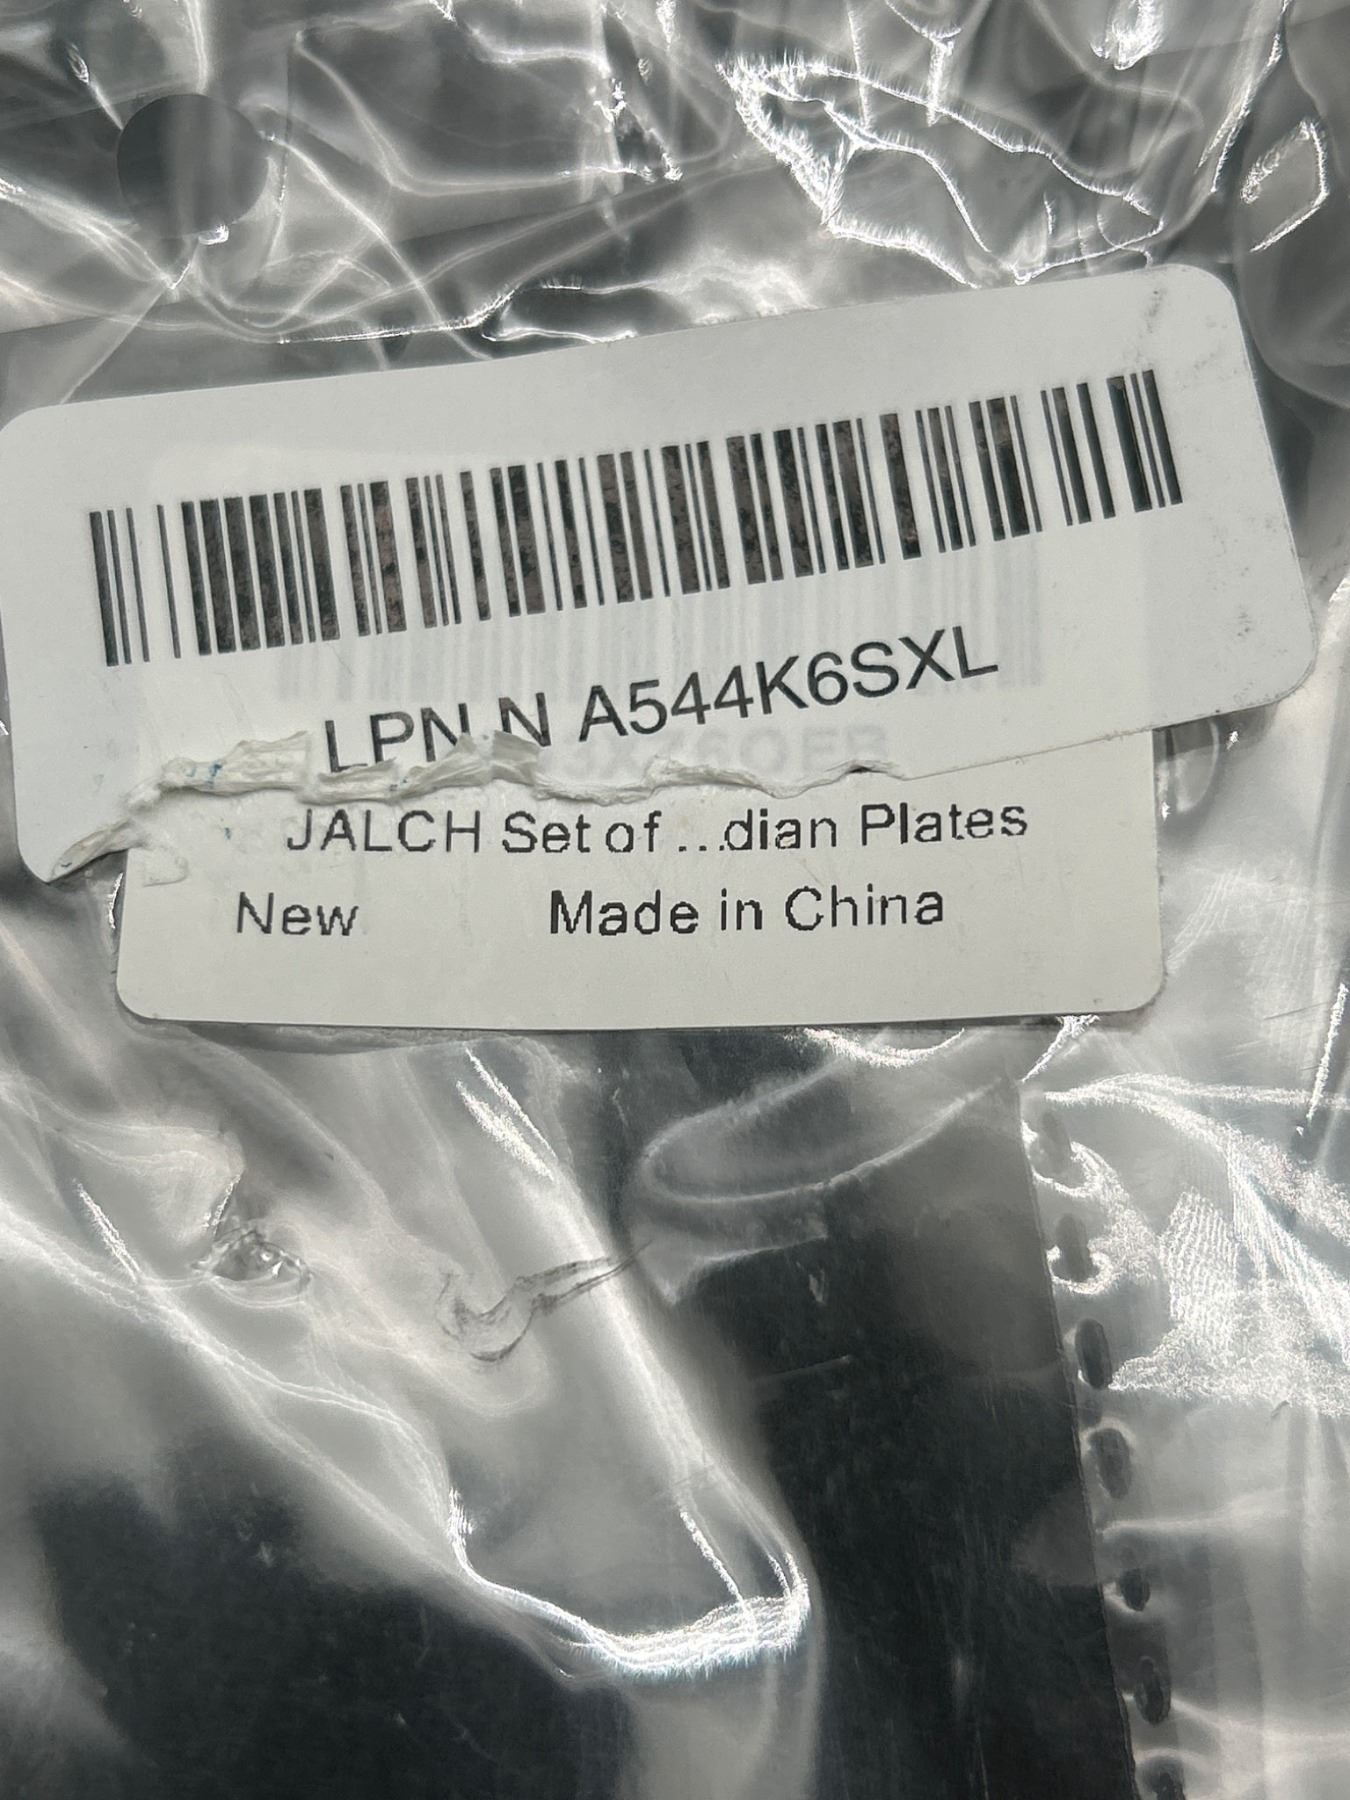 LPN N A544K6SXL
JALCH Set of ...dian Plates
New Made in China